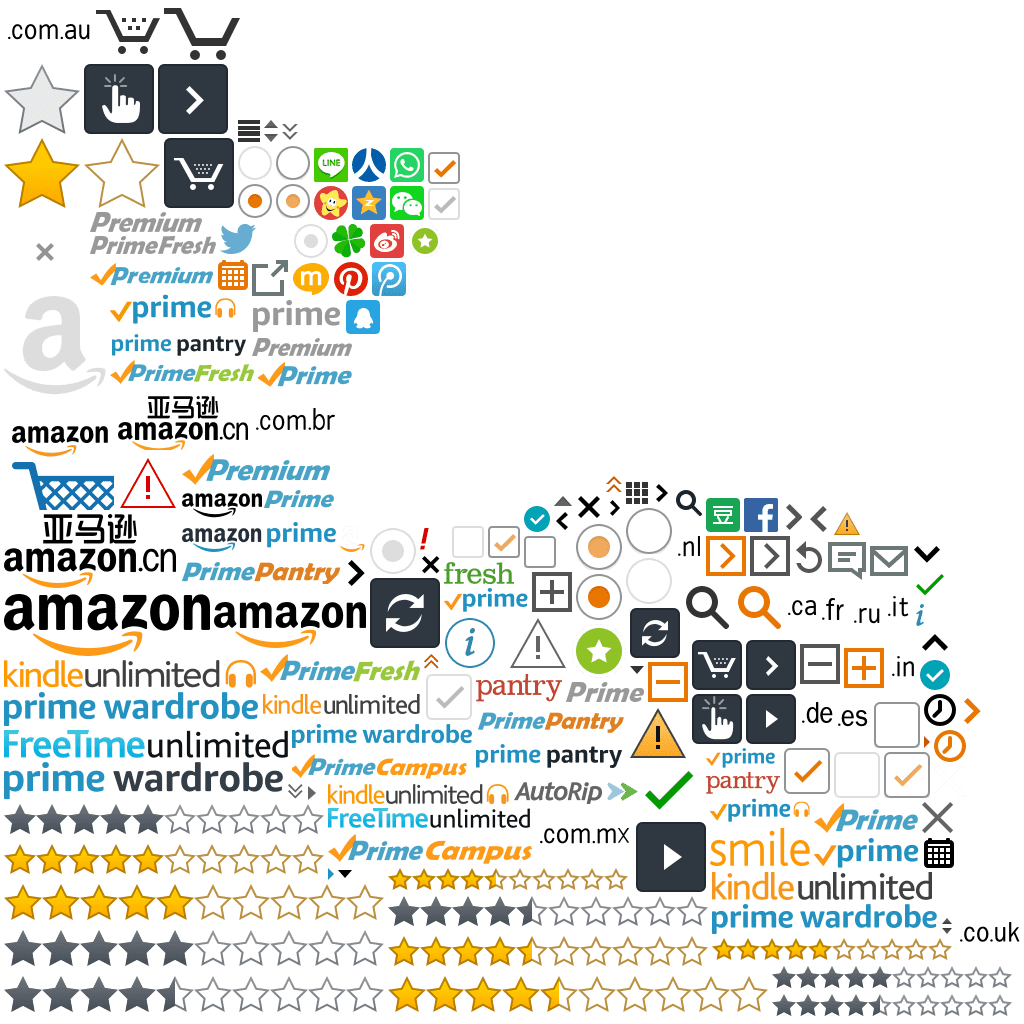 .com.au
LINE
Premium
PrimeFresh
Premium
m
prime
prime
a
prime pantry
Premium
PrimeFresh
Prime
亚马逊
amazon
amazon.cn
.com.br
Premium
amazonPrime
亚马逊
amazon prime
amazon.cn
PrimePantry
fresh
prime
.nl
豆
f
amazon
amazon
.ca
.fr
.ru
.it
i
i
kindleunlimited
PrimeFresh
pantry
Prime
.in
prime wardrobe
kindleunlimited
PrimePantry
.de
.es
FreeTimeunlimited
prime wardrobe
prime pantry
prime
prime wardrobe
PrimeCampus
pantry
kindleunlimited
AutoRip
FreeTimeunlimited
prime
Prime
.com.mx
PrimeCampus
smile
prime
kindleunlimited
prime wardrobe
.co.uk